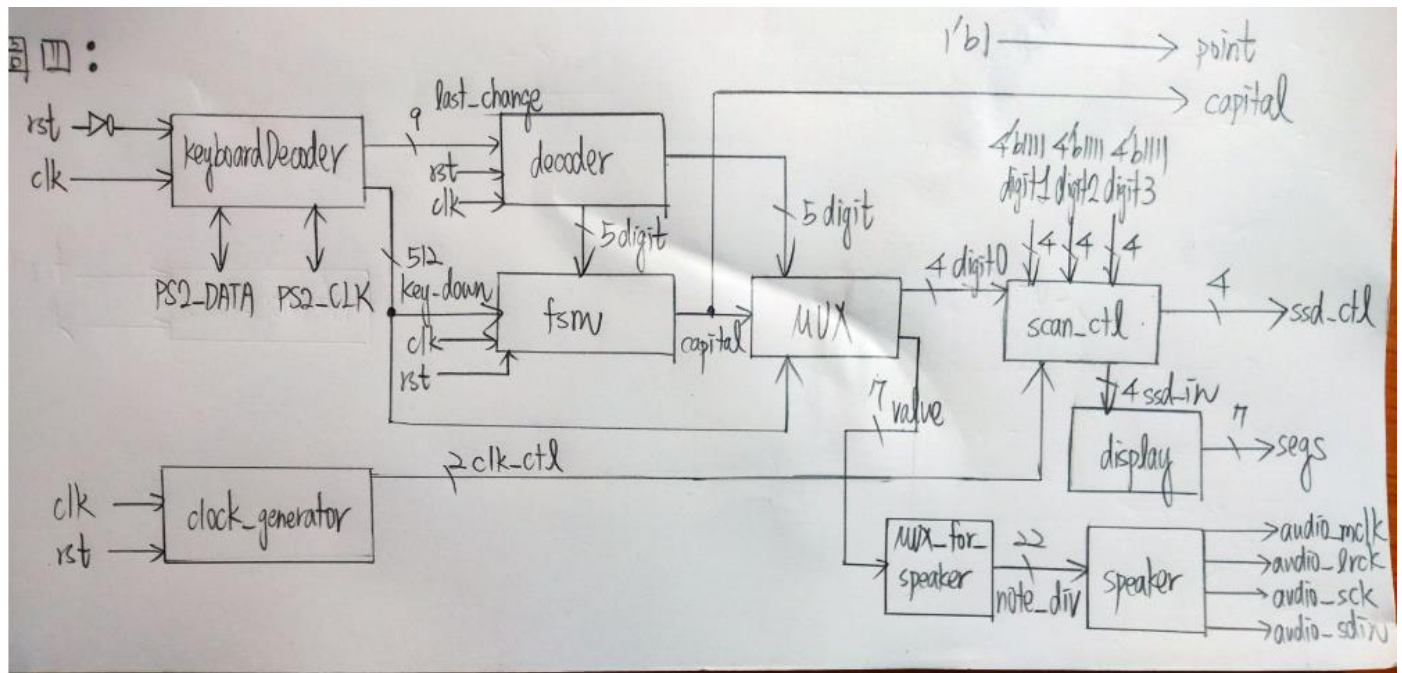 圖四:
1'b1 point
capital
rst
clk
keyboardDecoder
PS2_DATA PS2_CLK
9 last_change
rst
clk
decoder
5 digit
5 digit
512
key_down
clk
rst
fsm
capital
MUX
4 digit0
4'b1111 4'b1111 4'b1111
digit1 digit2 digit3
4 4 4
scan_ctl
4 ssd_ctl
4 ssd_in
display
7 segs
7 value
clk
rst
clock_generator
2 clk_ctl
MUX_for_
speaker
22
note_div
speaker
audio_mclk
audio_lrck
audio_sck
audio_sdin